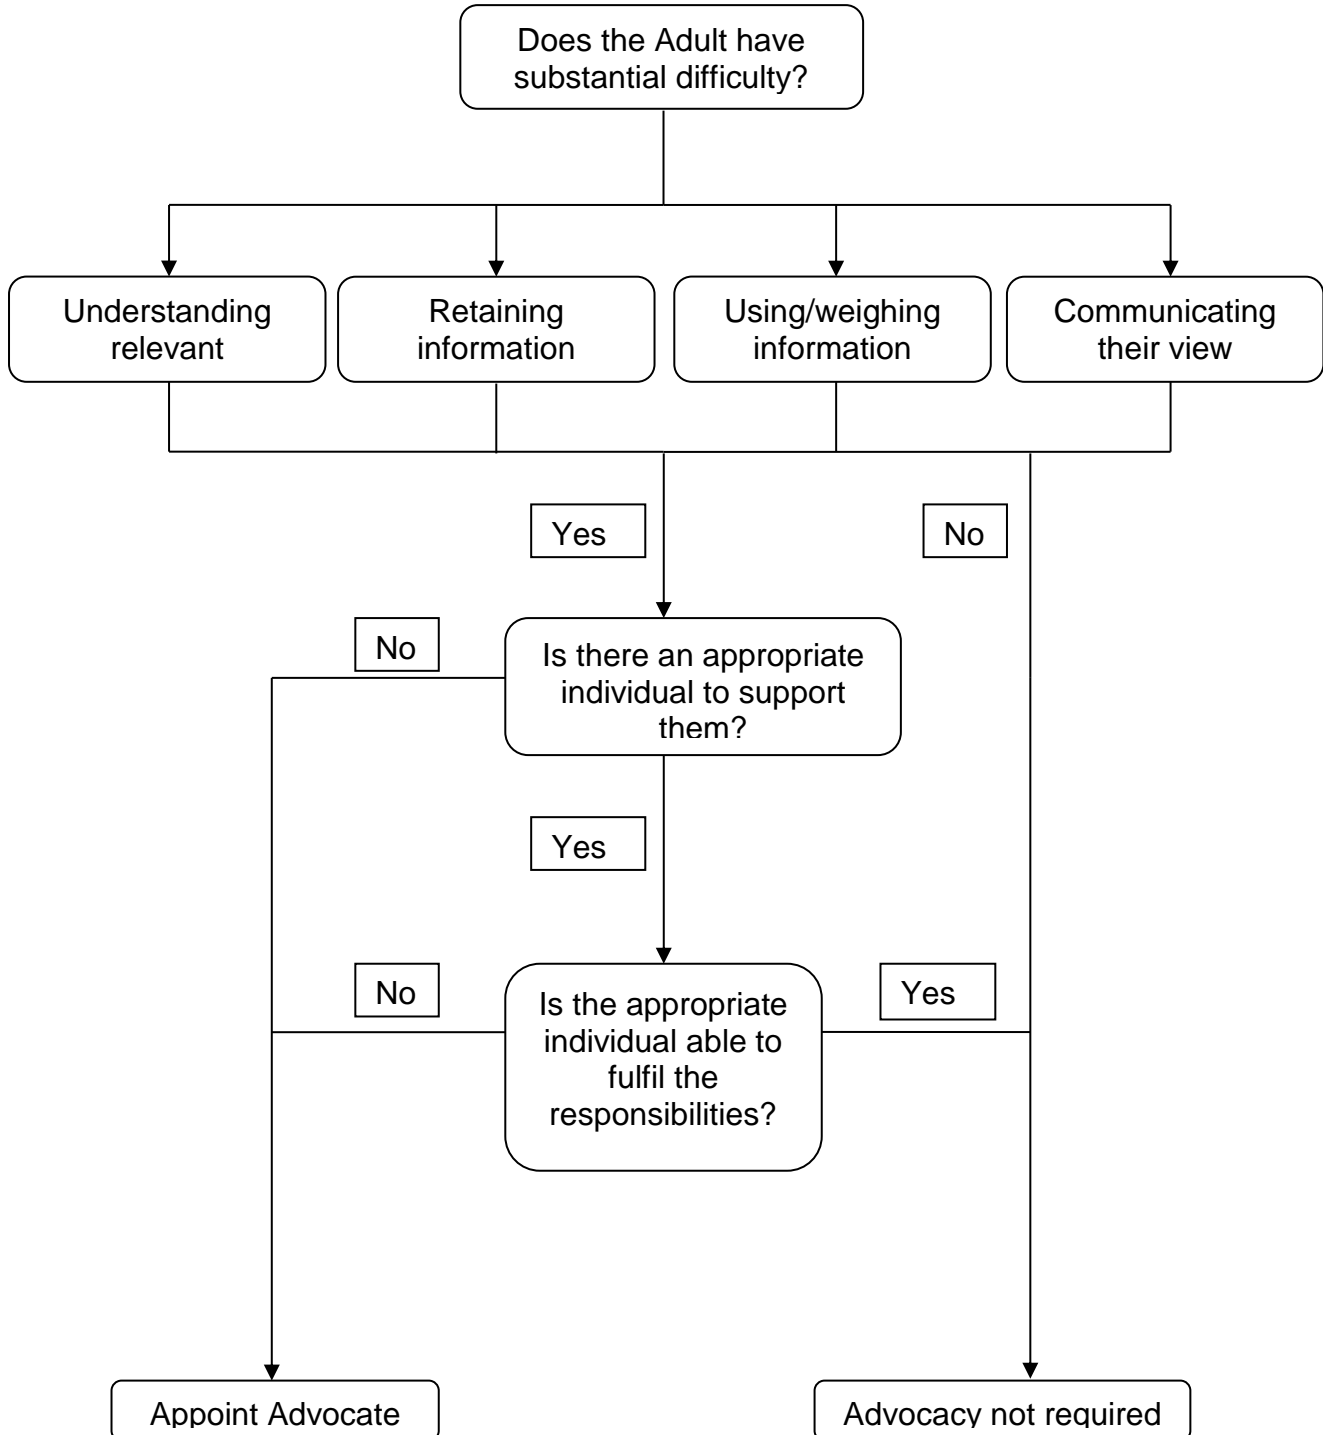 Does the Adult have
substantial difficulty?
Understanding
relevant
Retaining
information
Using/weighing
information
Communicating
their view
Yes
No
No
Is there an appropriate
individual to support
them?
Yes
No
Is the appropriate
individual able to
fulfil the
responsibilities?
Yes
Appoint Advocate
Advocacy not required